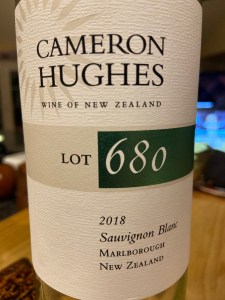 CAMERON
HUGHES
WINE OF NEW ZEALAND
LOT 680
2018
Sauvignon Blanc
MARLBOROUGH
NEW ZEALAND